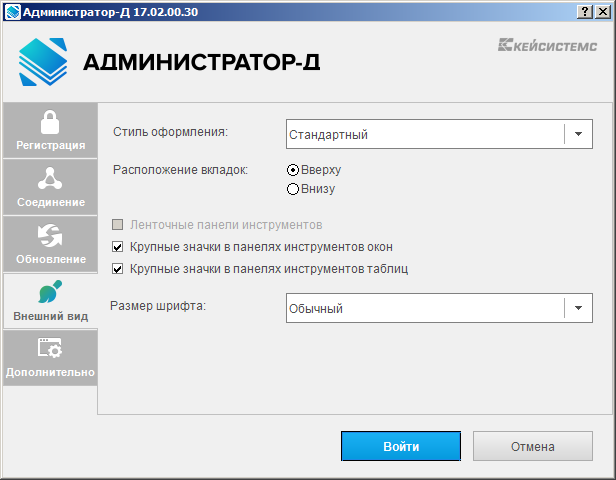 Администратор-Д 17.02.00.30
АДМИНИСТРАТОР-Д
КЕЙСИСТЕМС
Регистрация
Соединение
Обновление
Внешний вид
Дополнительно
Стиль оформления:
Стандартный
Расположение вкладок:
Вверху
Внизу
Ленточные панели инструментов
Крупные значки в панелях инструментов окон
Крупные значки в панелях инструментов таблиц
Размер шрифта:
Обычный
Войти
Отмена